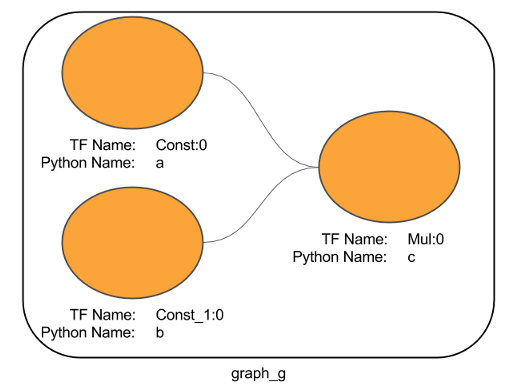 TF Name: Const:0
Python Name: a
TF Name: Mul:0
Python Name: c
TF Name: Const_1:0
Python Name: b
graph_g